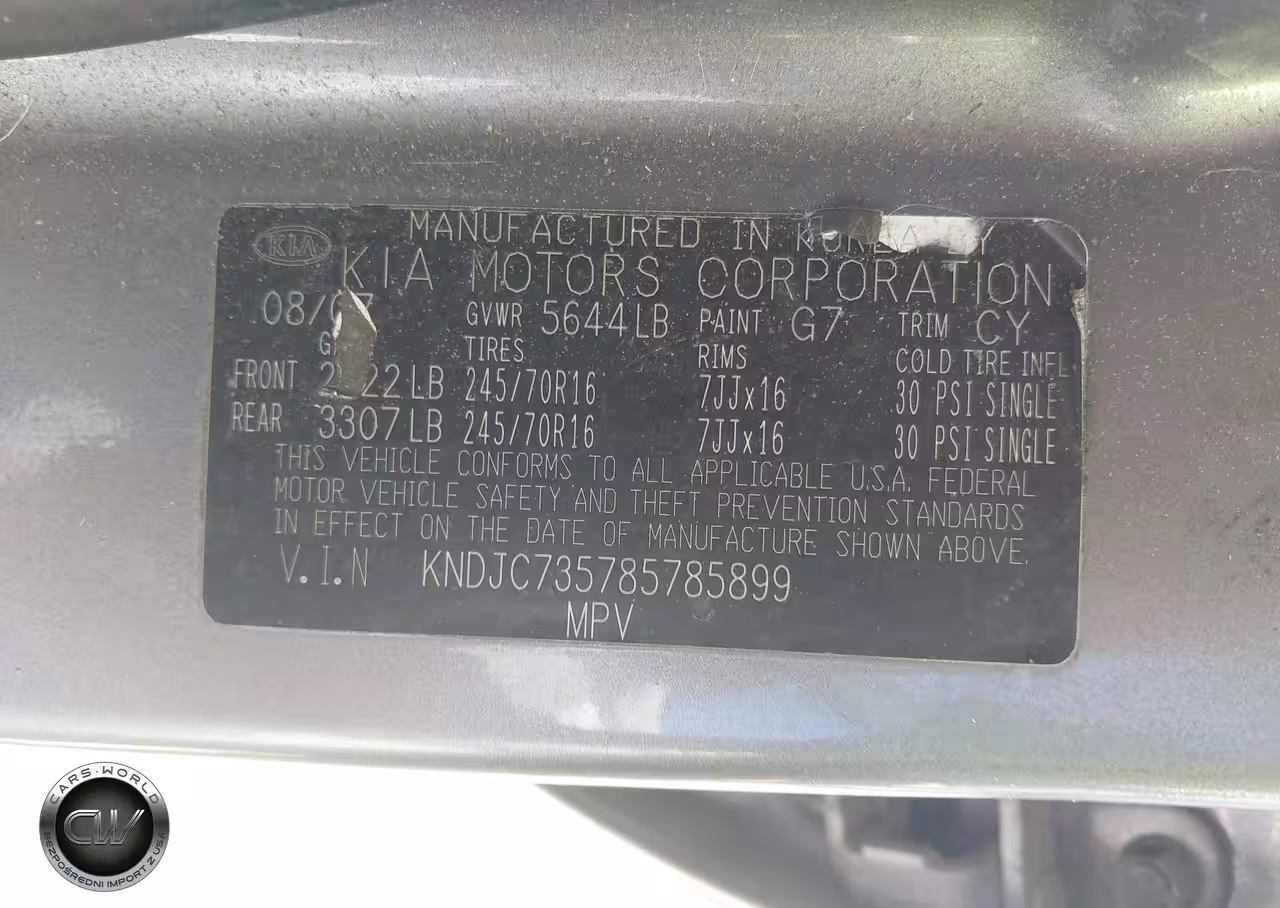 MANUFACTURED IN KOREA BY
KIA
KIA MOTORS CORPORATION
GVWR 5644LB PAINT G7 TRIM CY
TIRES RIMS COLD TIRE INFL
FRONT LB 245/70R16 7JJx16 30 PSI SINGLE
REAR 3307LB 245/70R16 7JJx16 30 PSI SINGLE
THIS VEHICLE CONFORMS TO ALL APPLICABLE U.S.A. FEDERAL
MOTOR VEHICLE SAFETY AND THEFT PREVENTION STANDARDS
IN EFFECT ON THE DATE OF MANUFACTURE SHOWN ABOVE.
V.I.N KNDJC735785785899
MPV
CARS·WORLD
CW
BEZPOŚREDNI IMPORT Z USA